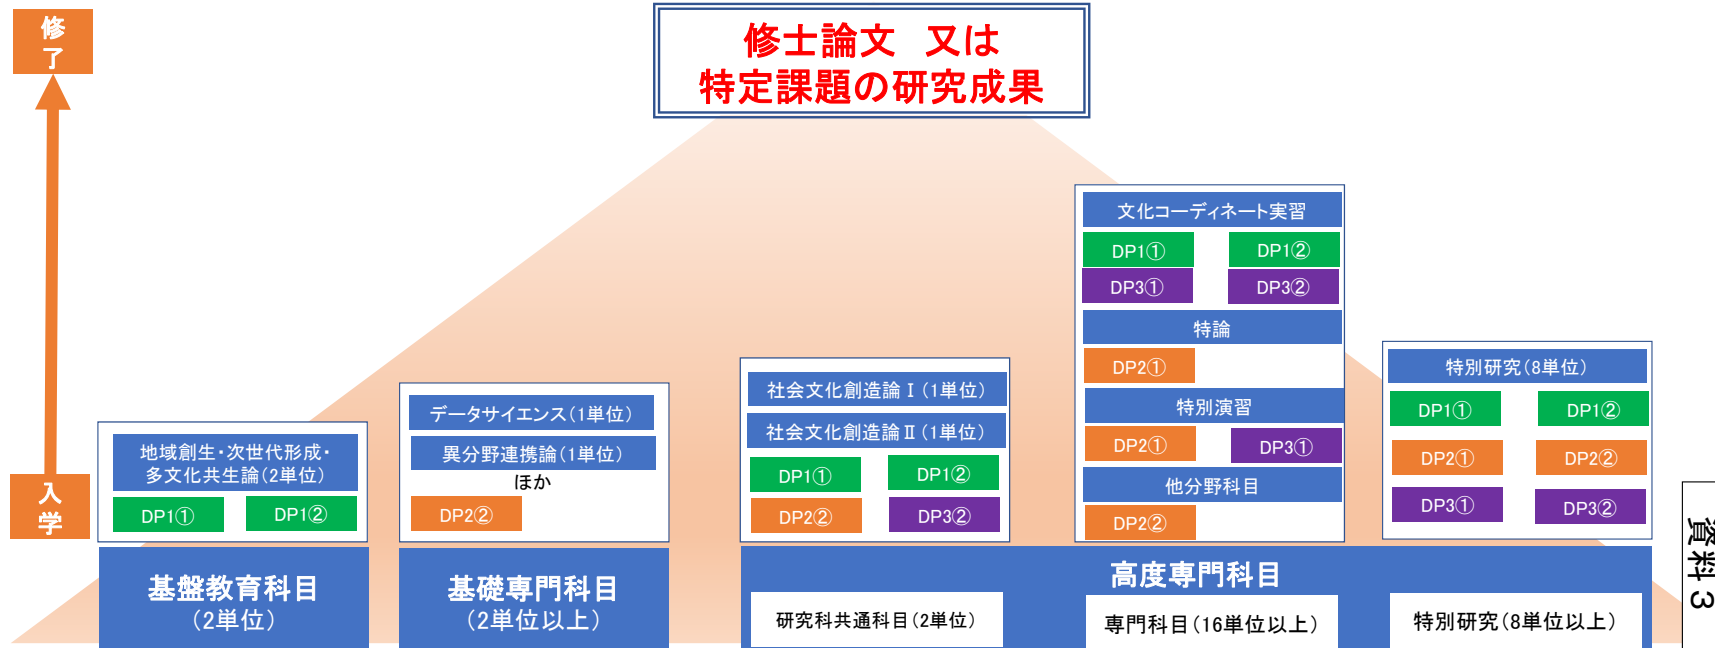 修
了
入
学
修士論文　又は
特定課題の研究成果
地域創生・次世代形成・
多文化共生論（2単位）
DP1①
DP1②
基盤教育科目
（2単位）
データサイエンス（1単位）
異分野連携論（1単位）
ほか
DP2②
基礎専門科目
（2単位以上）
社会文化創造論Ⅰ（1単位）
社会文化創造論Ⅱ（1単位）
DP1①
DP1②
DP2②
DP3②
文化コーディネート実習
DP1①
DP1②
DP3①
DP3②
特論
DP2①
特別演習
DP2①
DP3①
他分野科目
DP2②
特別研究（8単位）
DP1①
DP1②
DP2①
DP2②
DP3①
DP3②
高度専門科目
研究科共通科目（2単位）
専門科目（16単位以上）
特別研究（8単位以上）
資料３